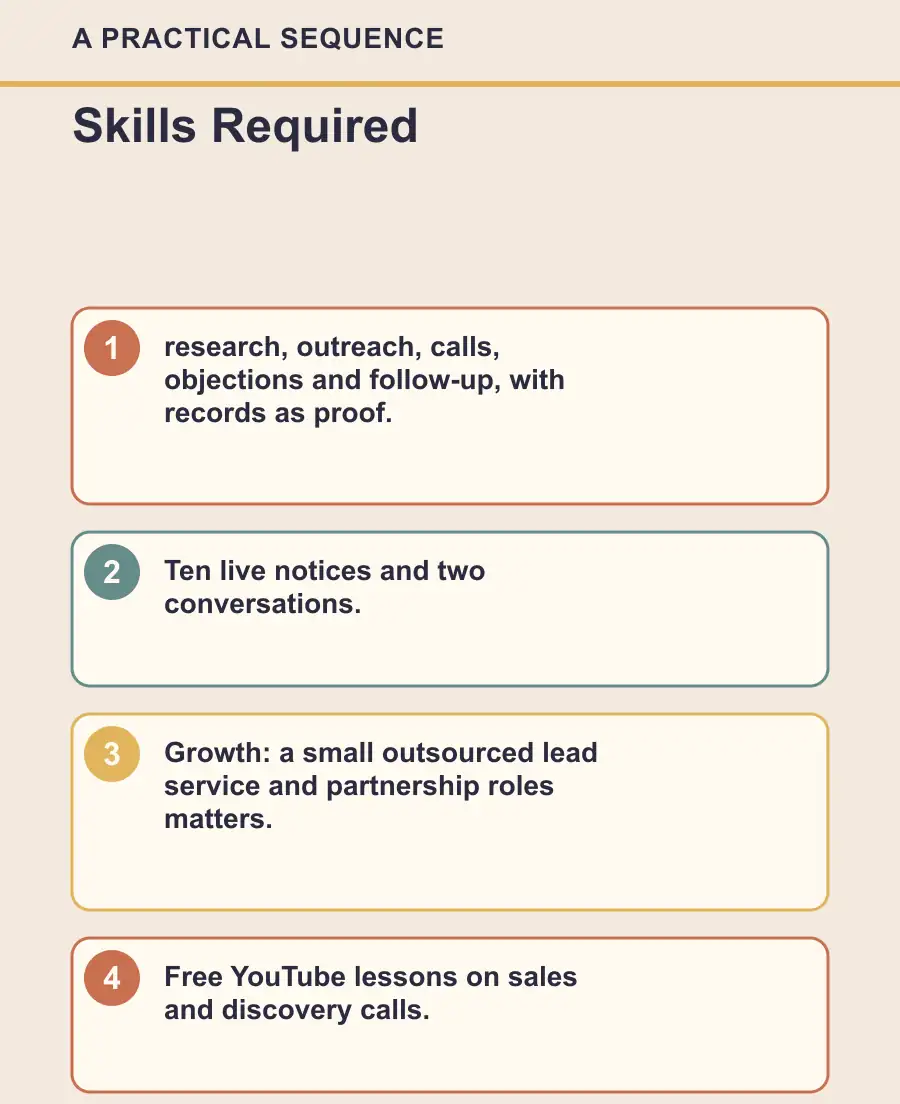 A PRACTICAL SEQUENCE
Skills Required
1
research, outreach, calls,
objections and follow-up, with
records as proof.
2
Ten live notices and two
conversations.
3
Growth: a small outsourced lead
service and partnership roles
matters.
4
Free YouTube lessons on sales
and discovery calls.